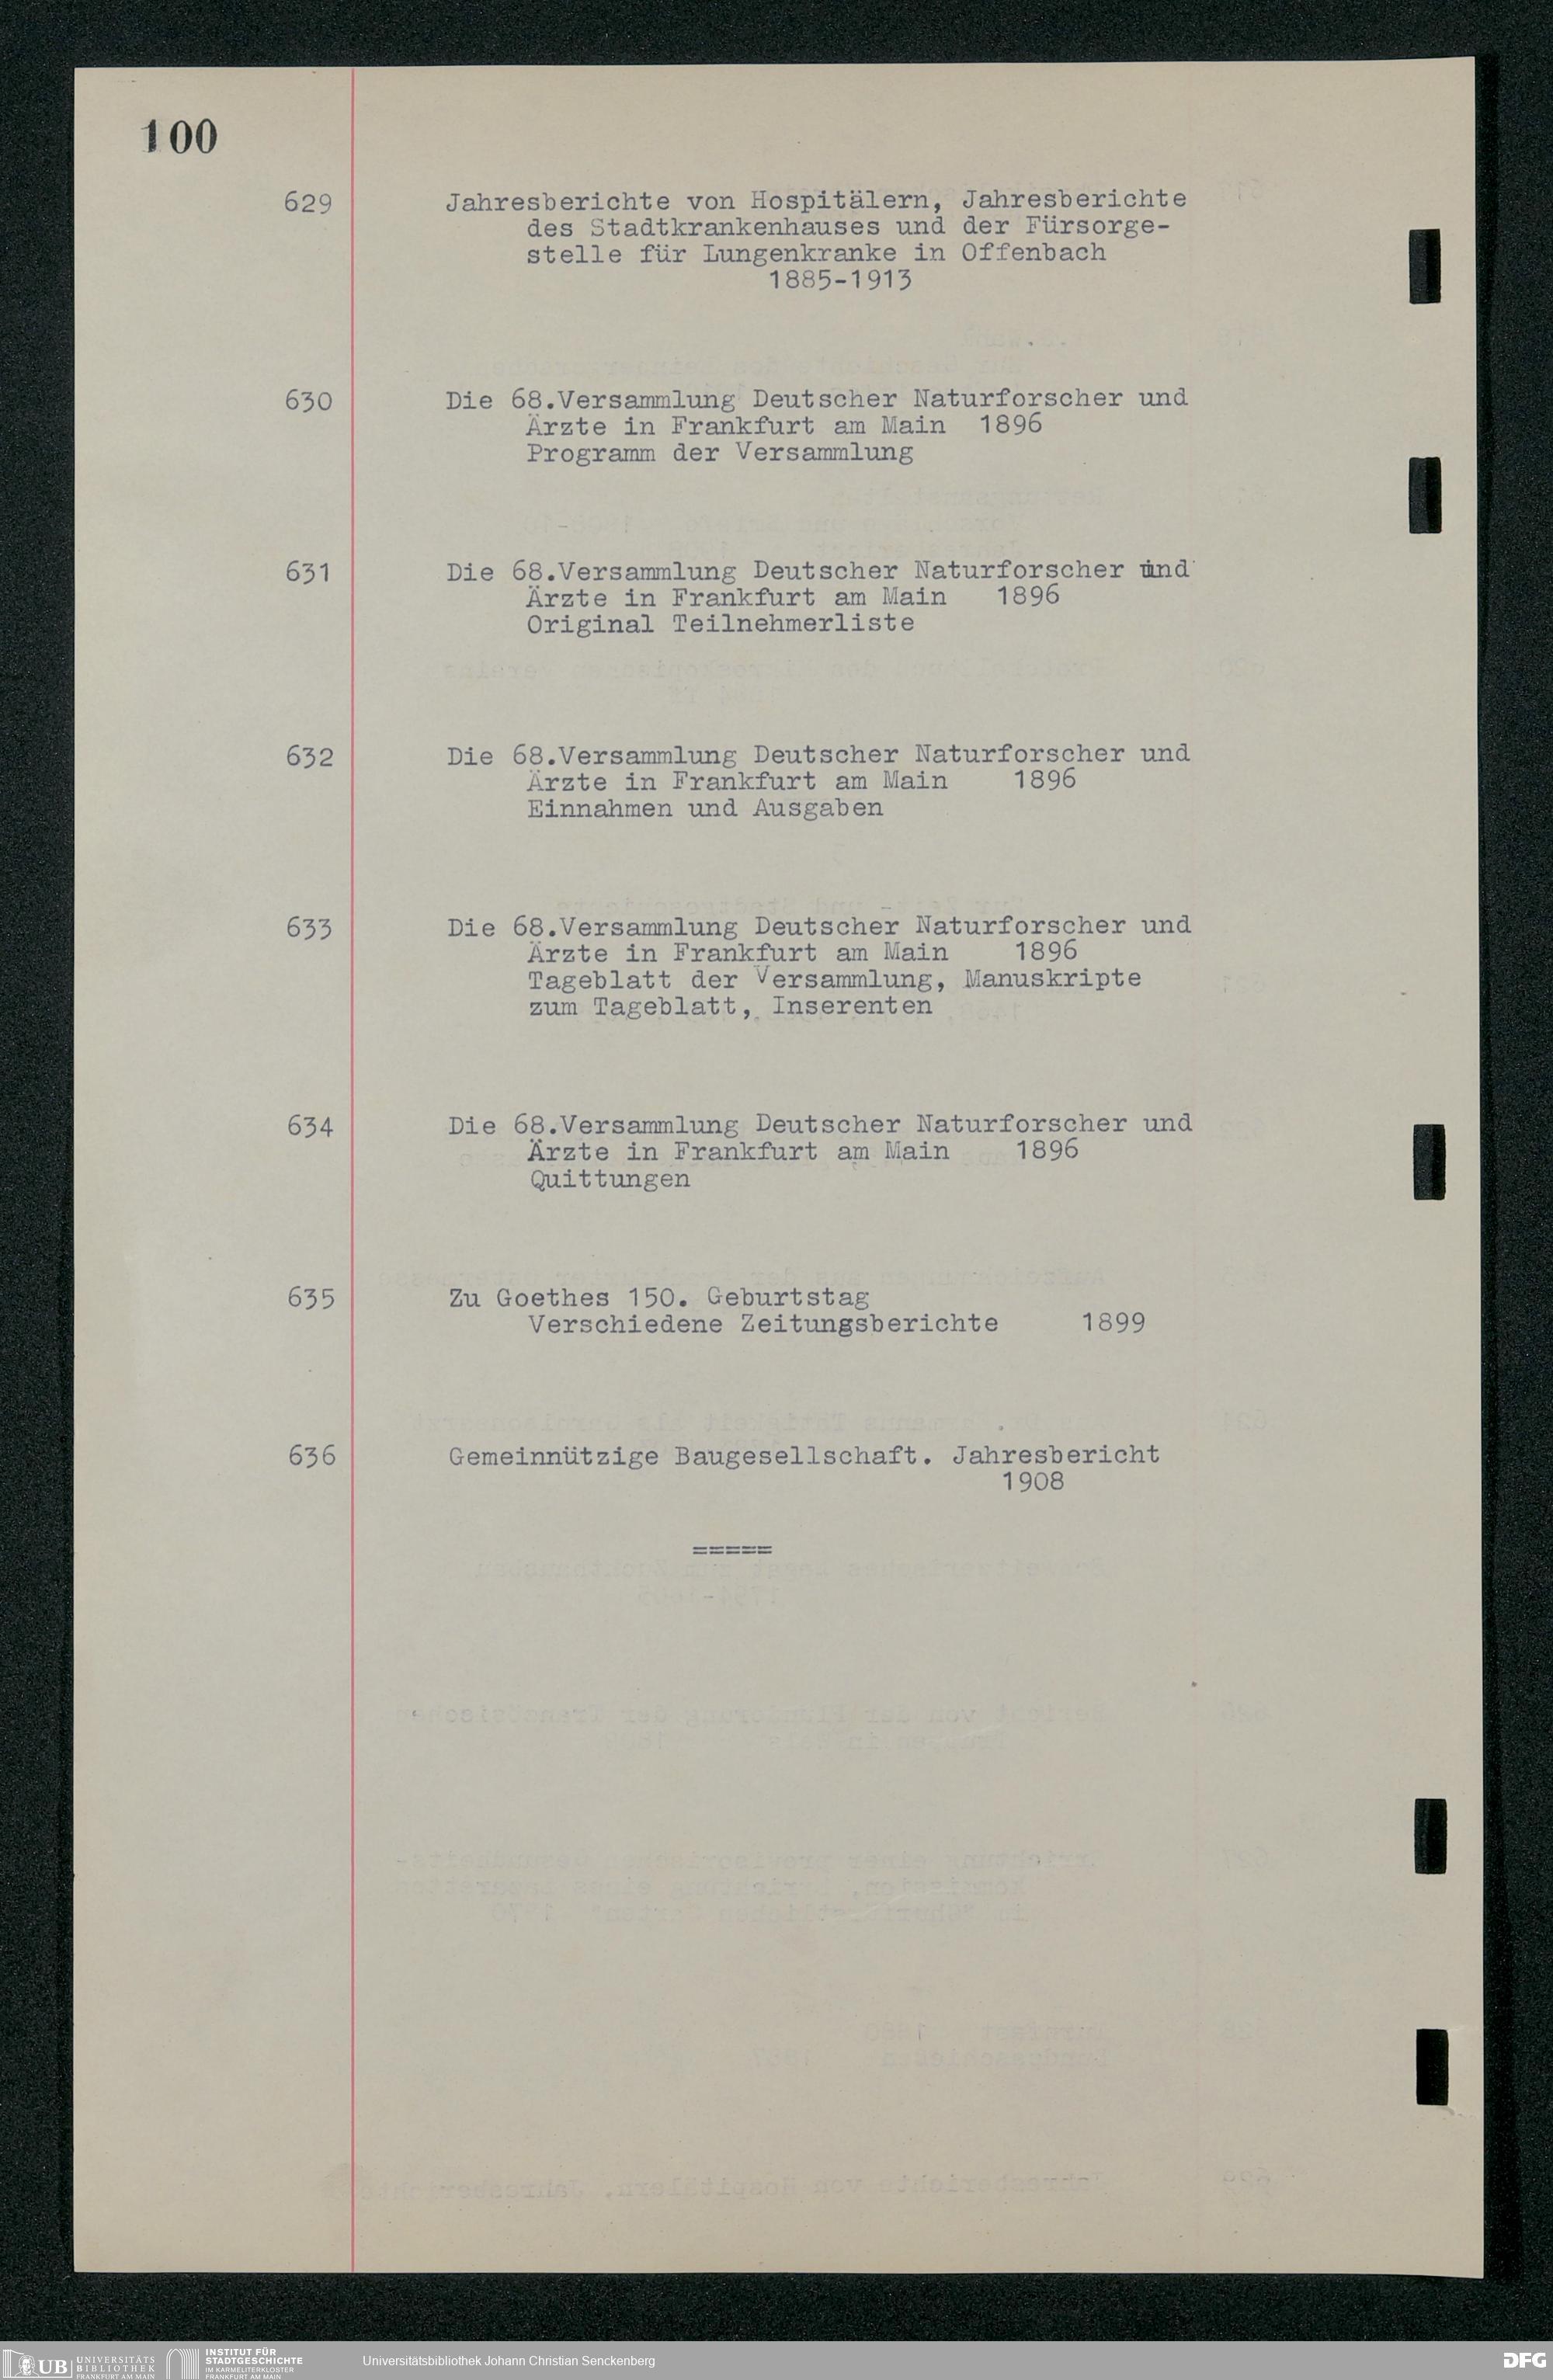 100
629 Jahresberichte von Hospitälern, Jahresberichte
des Stadtkrankenhauses und der Fürsorge-
stelle für Lungenkranke in Offenbach
1885-1913
630 Die 68.Versammlung Deutscher Naturforscher und
Ärzte in Frankfurt am Main 1896
Programm der Versammlung
631 Die 68.Versammlung Deutscher Naturforscher und
Ärzte in Frankfurt am Main 1896
Original Teilnehmerliste
632 Die 68.Versammlung Deutscher Naturforscher und
Ärzte in Frankfurt am Main 1896
Einnahmen und Ausgaben
633 Die 68.Versammlung Deutscher Naturforscher und
Ärzte in Frankfurt am Main 1896
Tageblatt der Versammlung, Manuskripte
zum Tageblatt, Inserenten
634 Die 68.Versammlung Deutscher Naturforscher und
Ärzte in Frankfurt am Main 1896
Quittungen
635 Zu Goethes 150. Geburtstag
Verschiedene Zeitungsberichte 1899
636 Gemeinnützige Baugesellschaft. Jahresbericht
1908
=====
UB UNIVERSITÄTS
BIBLIOTHEK
FRANKFURT AM MAIN
INSTITUT FÜR
STADTGESCHICHTE
IM KARMELITERKLOSTER
FRANKFURT AM MAIN
Universitätsbibliothek Johann Christian Senckenberg
DFG